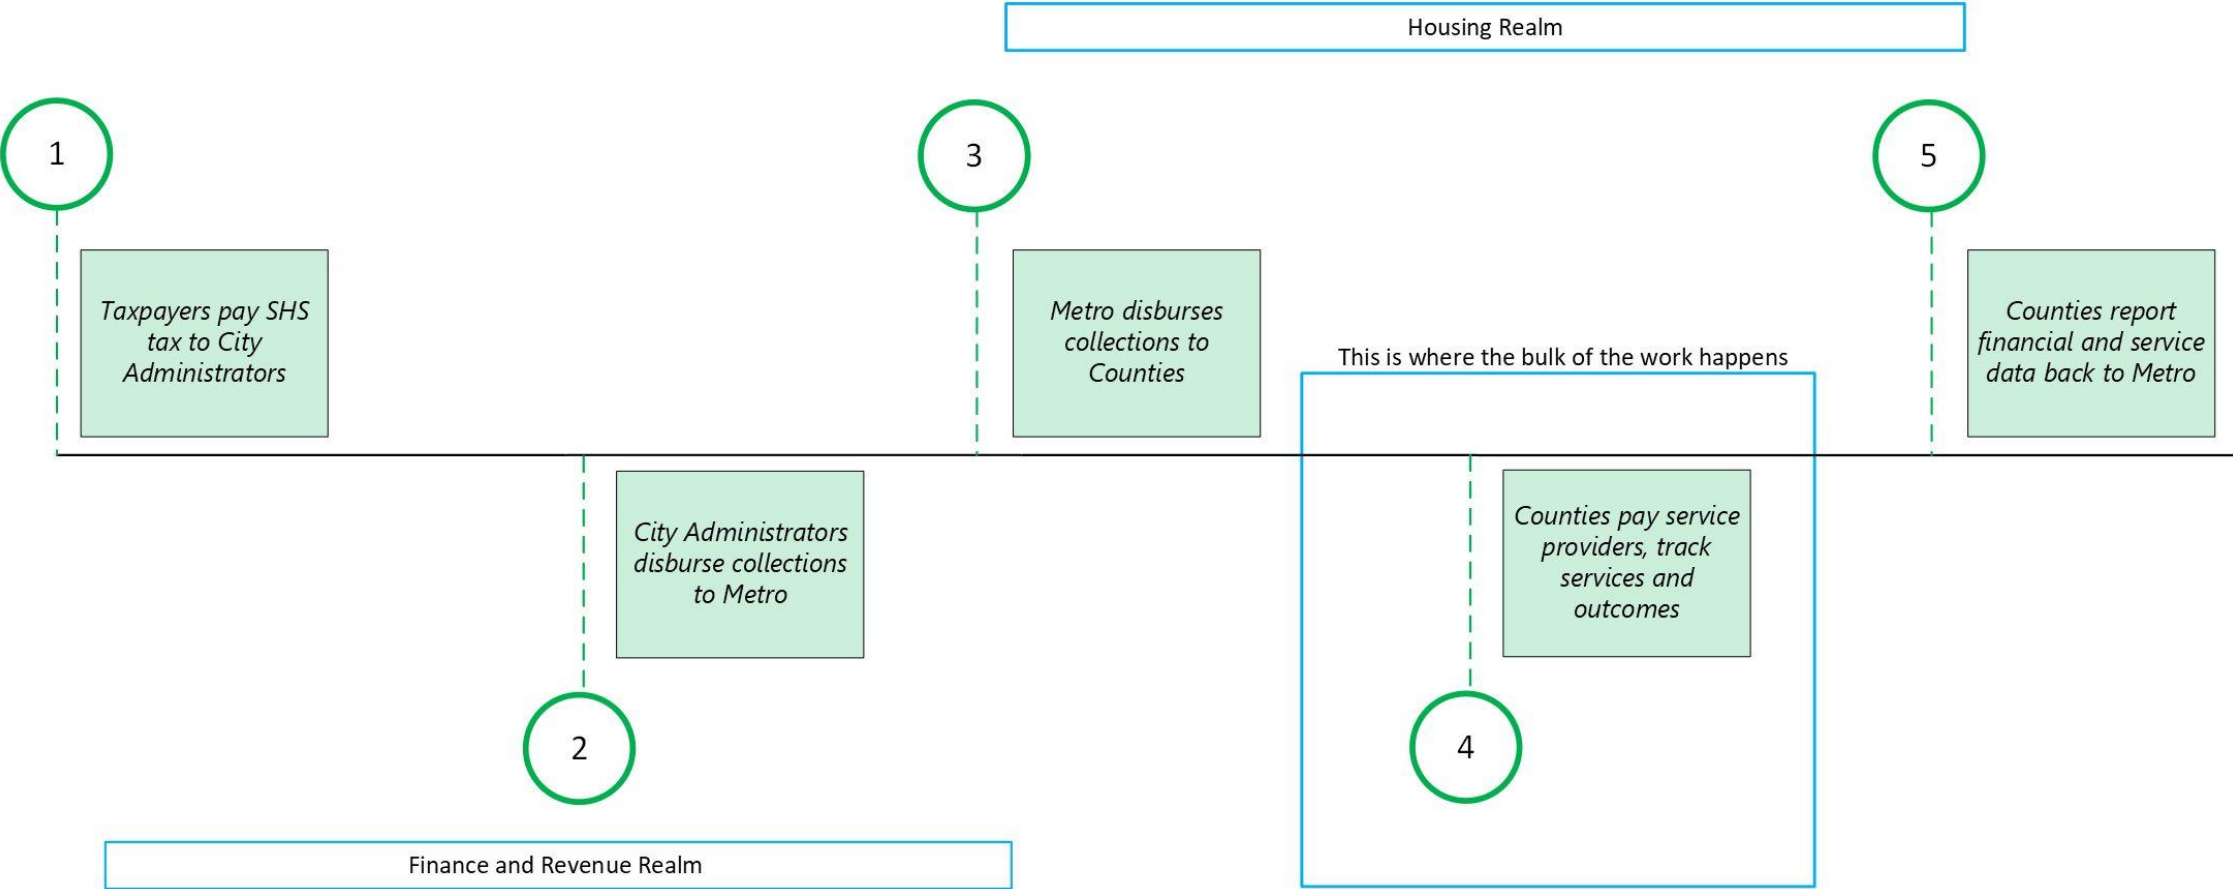 Housing Realm
1
3
5
Taxpayers pay SHS
tax to City
Administrators
Metro disburses
collections to
Counties
This is where the bulk of the work happens
Counties report
financial and service
data back to Metro
City Administrators
disburse collections
to Metro
Counties pay service
providers, track
services and
outcomes
2
4
Finance and Revenue Realm